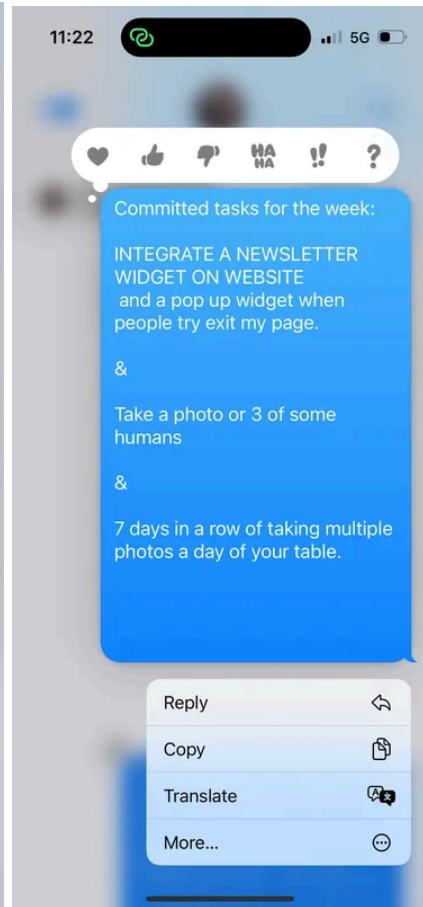 11:22
5G
HA
HA
!!
?
Committed tasks for the week:
INTEGRATE A NEWSLETTER
WIDGET ON WEBSITE
and a pop up widget when
people try exit my page.
&
Take a photo or 3 of some
humans
&
7 days in a row of taking multiple
photos a day of your table.
Reply
Copy
Translate
More...